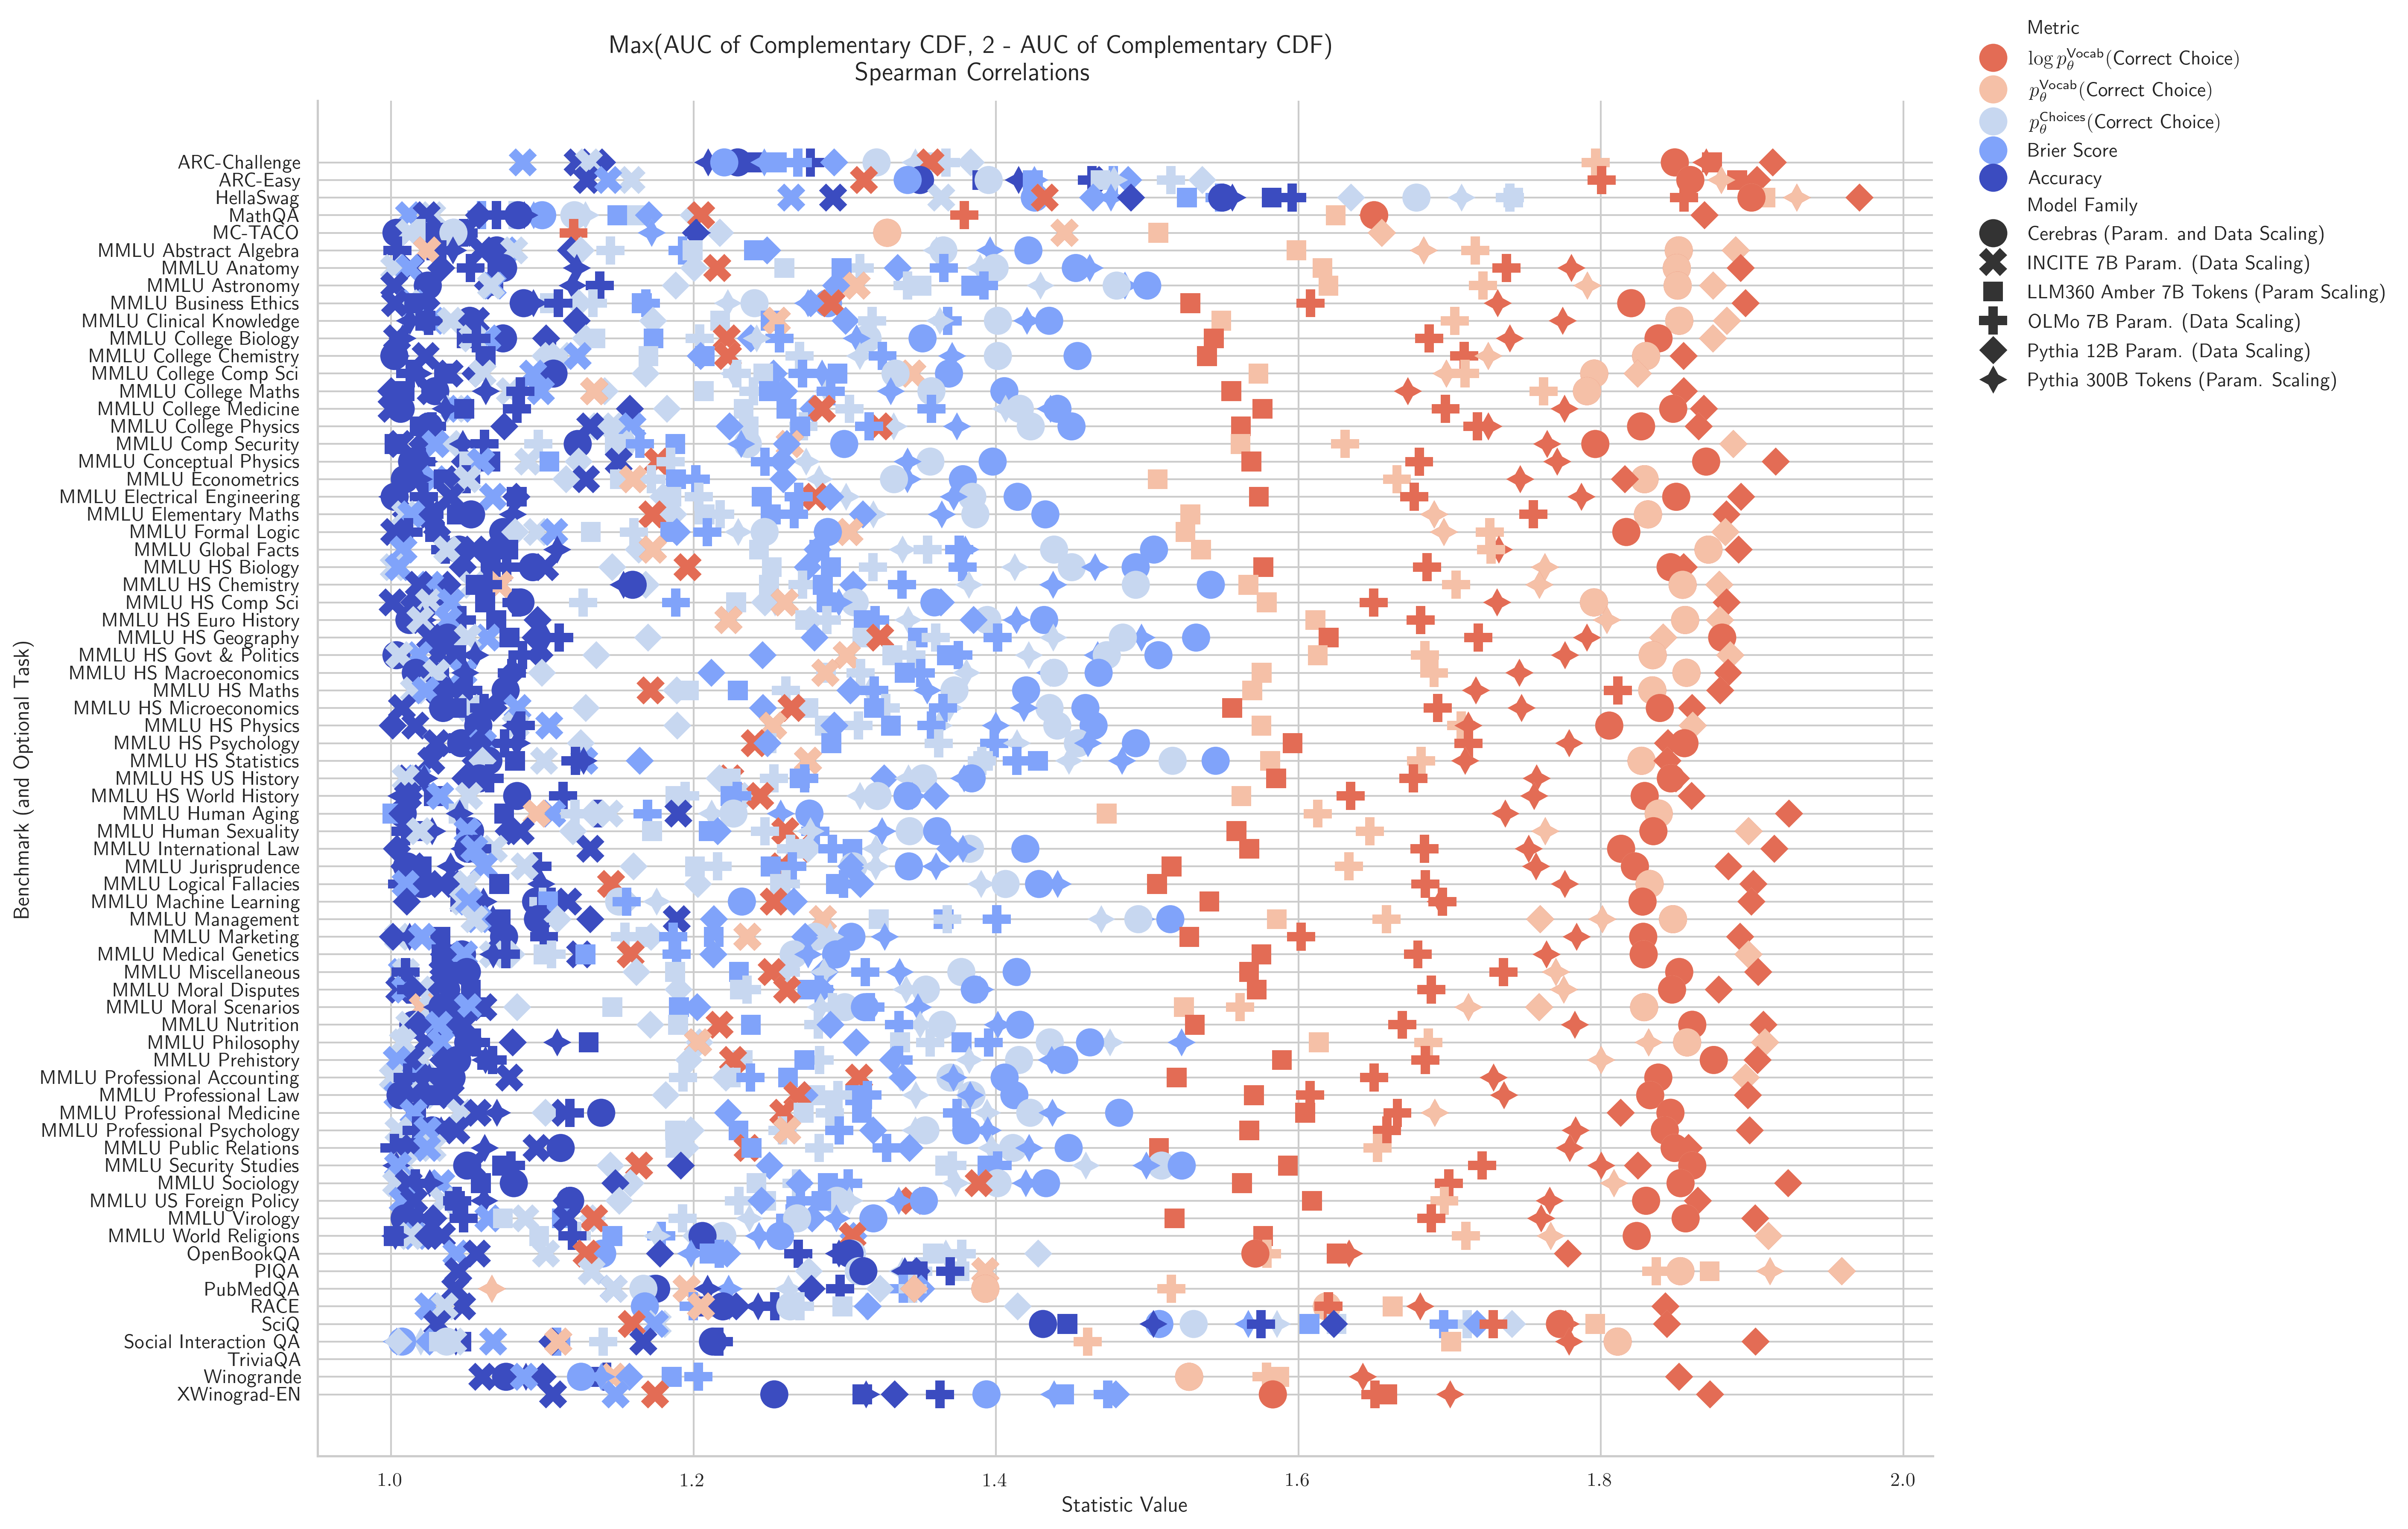 Max(AUC of Complementary CDF, 2 - AUC of Complementary CDF)
Spearman Correlations
Benchmark (and Optional Task)
ARC-Challenge
ARC-Easy
HellaSwag
MathQA
MC-TACO
MMLU Abstract Algebra
MMLU Anatomy
MMLU Astronomy
MMLU Business Ethics
MMLU Clinical Knowledge
MMLU College Biology
MMLU College Chemistry
MMLU College Comp Sci
MMLU College Maths
MMLU College Medicine
MMLU College Physics
MMLU Comp Security
MMLU Conceptual Physics
MMLU Econometrics
MMLU Electrical Engineering
MMLU Elementary Maths
MMLU Formal Logic
MMLU Global Facts
MMLU HS Biology
MMLU HS Chemistry
MMLU HS Comp Sci
MMLU HS Euro History
MMLU HS Geography
MMLU HS Govt & Politics
MMLU HS Macroeconomics
MMLU HS Maths
MMLU HS Microeconomics
MMLU HS Physics
MMLU HS Psychology
MMLU HS Statistics
MMLU HS US History
MMLU HS World History
MMLU Human Aging
MMLU Human Sexuality
MMLU International Law
MMLU Jurisprudence
MMLU Logical Fallacies
MMLU Machine Learning
MMLU Management
MMLU Marketing
MMLU Medical Genetics
MMLU Miscellaneous
MMLU Moral Disputes
MMLU Moral Scenarios
MMLU Nutrition
MMLU Philosophy
MMLU Prehistory
MMLU Professional Accounting
MMLU Professional Law
MMLU Professional Medicine
MMLU Professional Psychology
MMLU Public Relations
MMLU Security Studies
MMLU Sociology
MMLU US Foreign Policy
MMLU Virology
MMLU World Religions
OpenBookQA
PIQA
PubMedQA
RACE
SciQ
Social Interaction QA
TriviaQA
Winogrande
XWinograd-EN
1.0 1.2 1.4 1.6 1.8 2.0
Statistic Value
Metric
log p_θ^Vocab(Correct Choice)
p_θ^Vocab(Correct Choice)
p_θ^Choices(Correct Choice)
Brier Score
Accuracy
Model Family
Cerebras (Param. and Data Scaling)
INCITE 7B Param. (Data Scaling)
LLM360 Amber 7B Tokens (Param Scaling)
OLMo 7B Param. (Data Scaling)
Pythia 12B Param. (Data Scaling)
Pythia 300B Tokens (Param. Scaling)